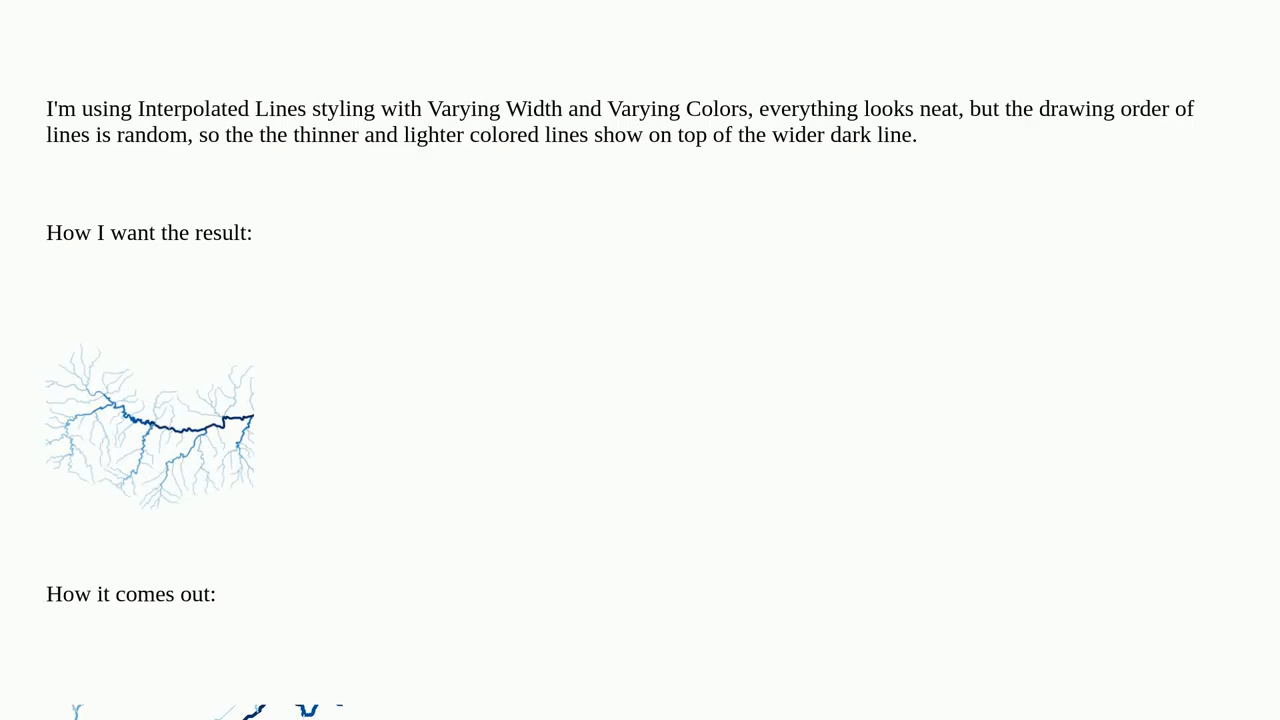 I'm using Interpolated Lines styling with Varying Width and Varying Colors, everything looks neat, but the drawing order of
lines is random, so the the thinner and lighter colored lines show on top of the wider dark line.
How I want the result:
How it comes out: